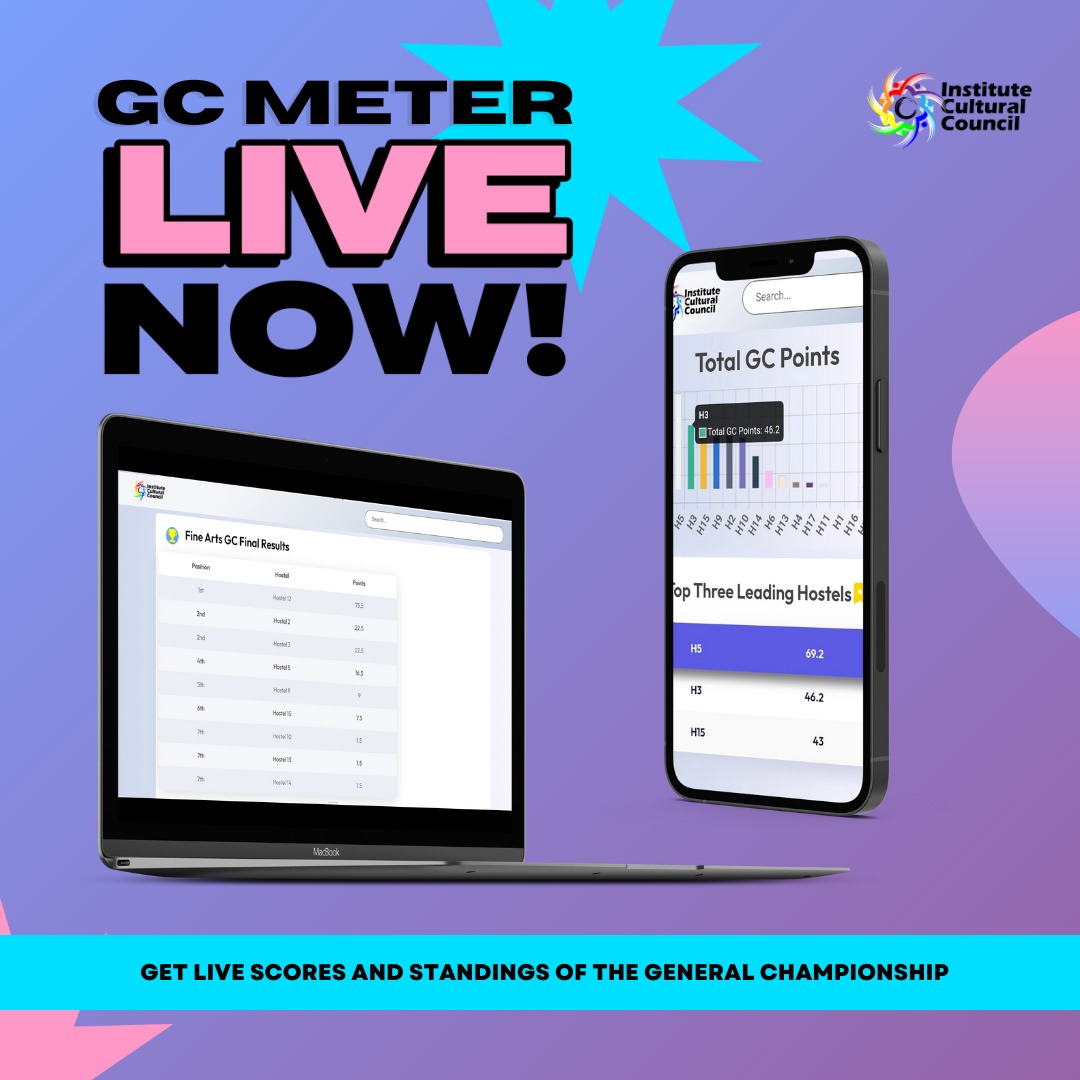 GC METER
LIVE
NOW!
Institute
Cultural
Council
Institute
Cultural
Council
Search...
Total GC Points
H3
Total GC Points: 46.2
H5 H3 H15 H9 H2 H10 H14 H6 H13 H4 H17 H11 H1 H16
Top Three Leading Hostels
H5 69.2
H3 46.2
H15 43
Institute
Cultural
Council
Search...
Fine Arts GC Final Results
Position Hostel Points
1st Hostel 12 73.5
2nd Hostel 2 22.5
2nd Hostel 3 22.5
4th Hostel 5 16.5
5th Hostel 9 9
6th Hostel 15 7.5
7th Hostel 10 1.5
7th Hostel 13 1.5
7th Hostel 14 1.5
MacBook
GET LIVE SCORES AND STANDINGS OF THE GENERAL CHAMPIONSHIP